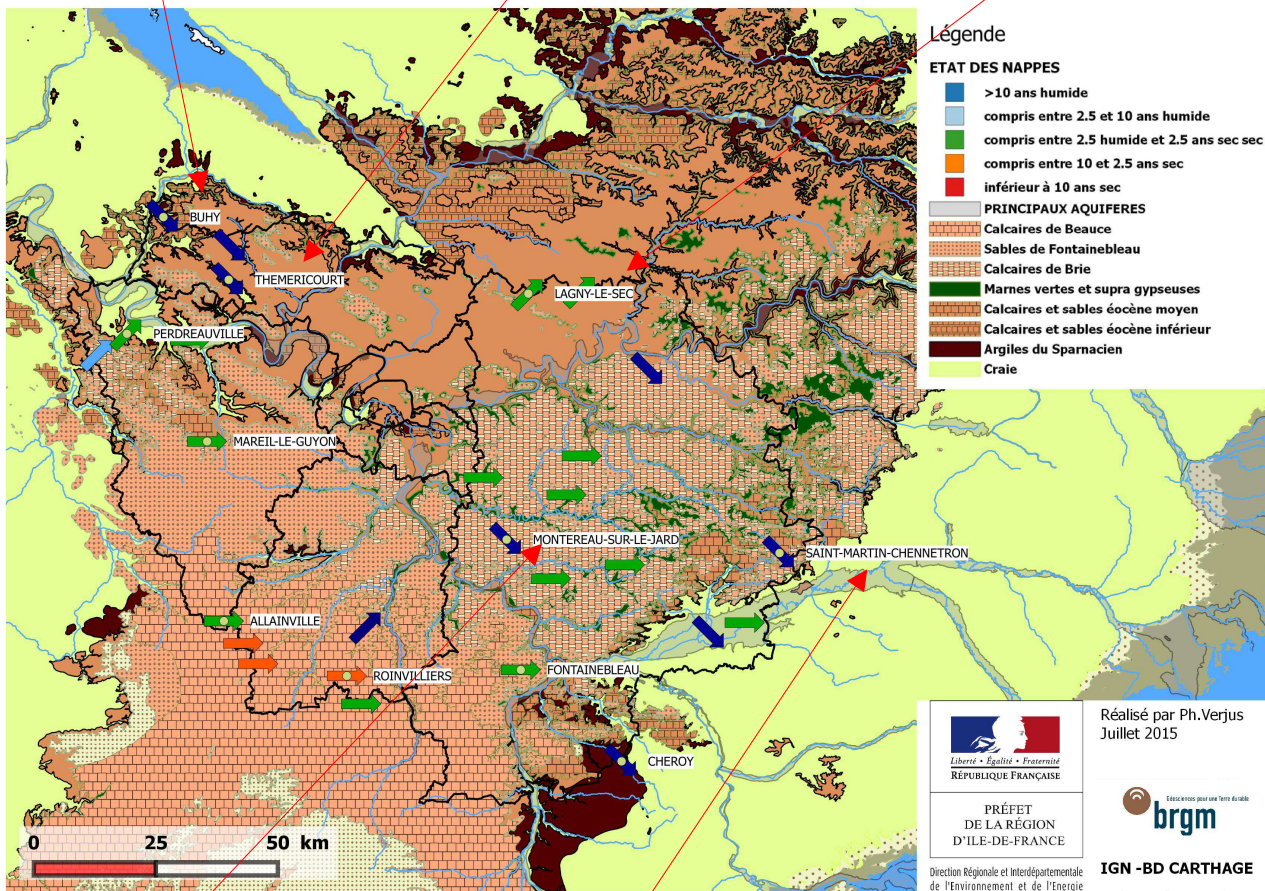 Légende
ETAT DES NAPPES
>10 ans humide
compris entre 2.5 et 10 ans humide
compris entre 2.5 humide et 2.5 ans sec sec
compris entre 10 et 2.5 ans sec
inférieur à 10 ans sec
PRINCIPAUX AQUIFERES
Calcaires de Beauce
Sables de Fontainebleau
Calcaires de Brie
Marnes vertes et supra gypseuses
Calcaires et sables éocène moyen
Calcaires et sables éocène inférieur
Argiles du Sparnacien
Craie
BUHY
THEMERICOURT
LAGNY-LE-SEC
PERDREAUVILLE
MAREIL-LE-GUYON
MONTEREAU-SUR-LE-JARD
SAINT-MARTIN-CHENNETRON
ALLAINVILLE
ROINVILLIERS
FONTAINEBLEAU
CHEROY
0 25 50 km
Liberté • Égalité • Fraternité
RÉPUBLIQUE FRANÇAISE
PRÉFET
DE LA RÉGION
D'ILE-DE-FRANCE
Direction Régionale et Interdépartementale
de l'Environnement et de l'Energie
Réalisé par Ph.Verjus
Juillet 2015
Géosciences pour une Terre durable
brgm
IGN -BD CARTHAGE